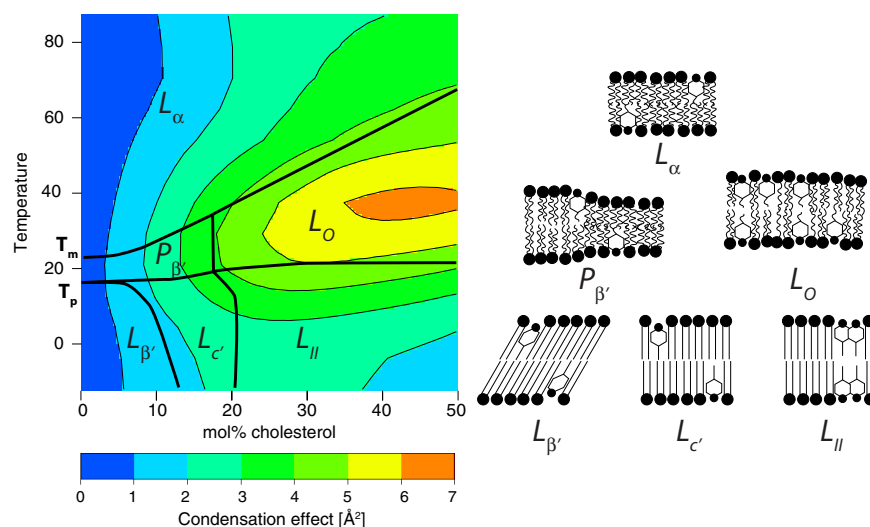 80
60
40
20
0
Temperature
T_m
T_p
L_α
P_β′
L_O
L_β′
L_c′
L_II
0 10 20 30 40 50
mol% cholesterol
0 1 2 3 4 5 6 7
Condensation effect [Å²]
L_α
P_β′
L_O
L_β′
L_c′
L_II